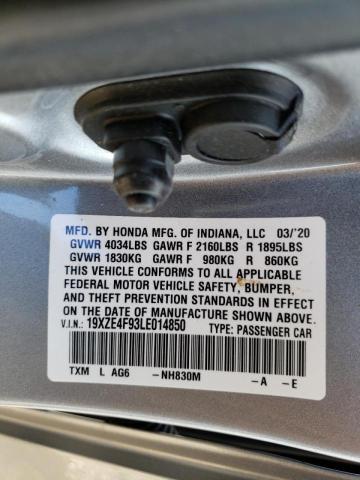 MFD. BY HONDA MFG. OF INDIANA, LLC 03/'20
GVWR 4034LBS GAWR F 2160LBS R 1895LBS
GVWR 1830KG GAWR F 980KG R 860KG
THIS VEHICLE CONFORMS TO ALL APPLICABLE
FEDERAL MOTOR VEHICLE SAFETY, BUMPER,
AND THEFT PREVENTION STANDARDS IN EFFECT
ON THE DATE OF MANUFACTURE SHOWN ABOVE.
V.I.N.: 19XZE4F93LE014850 TYPE: PASSENGER CAR
TXM L AG6 -NH830M -A -E